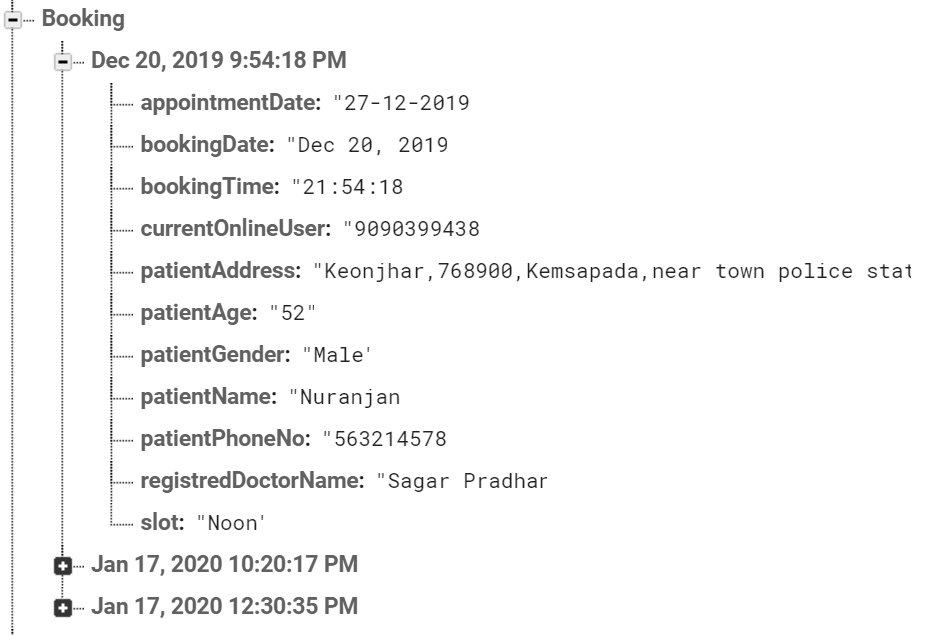 Booking
Dec 20, 2019 9:54:18 PM
appointmentDate: "27-12-2019
bookingDate: "Dec 20, 2019
bookingTime: "21:54:18
currentOnlineUser: "9090399438
patientAddress: "Keonjhar,768900,Kemsapada,near town police stat
patientAge: "52"
patientGender: "Male'
patientName: "Nuranjan
patientPhoneNo: "563214578
registredDoctorName: "Sagar Pradhar
slot: "Noon'
Jan 17, 2020 10:20:17 PM
Jan 17, 2020 12:30:35 PM